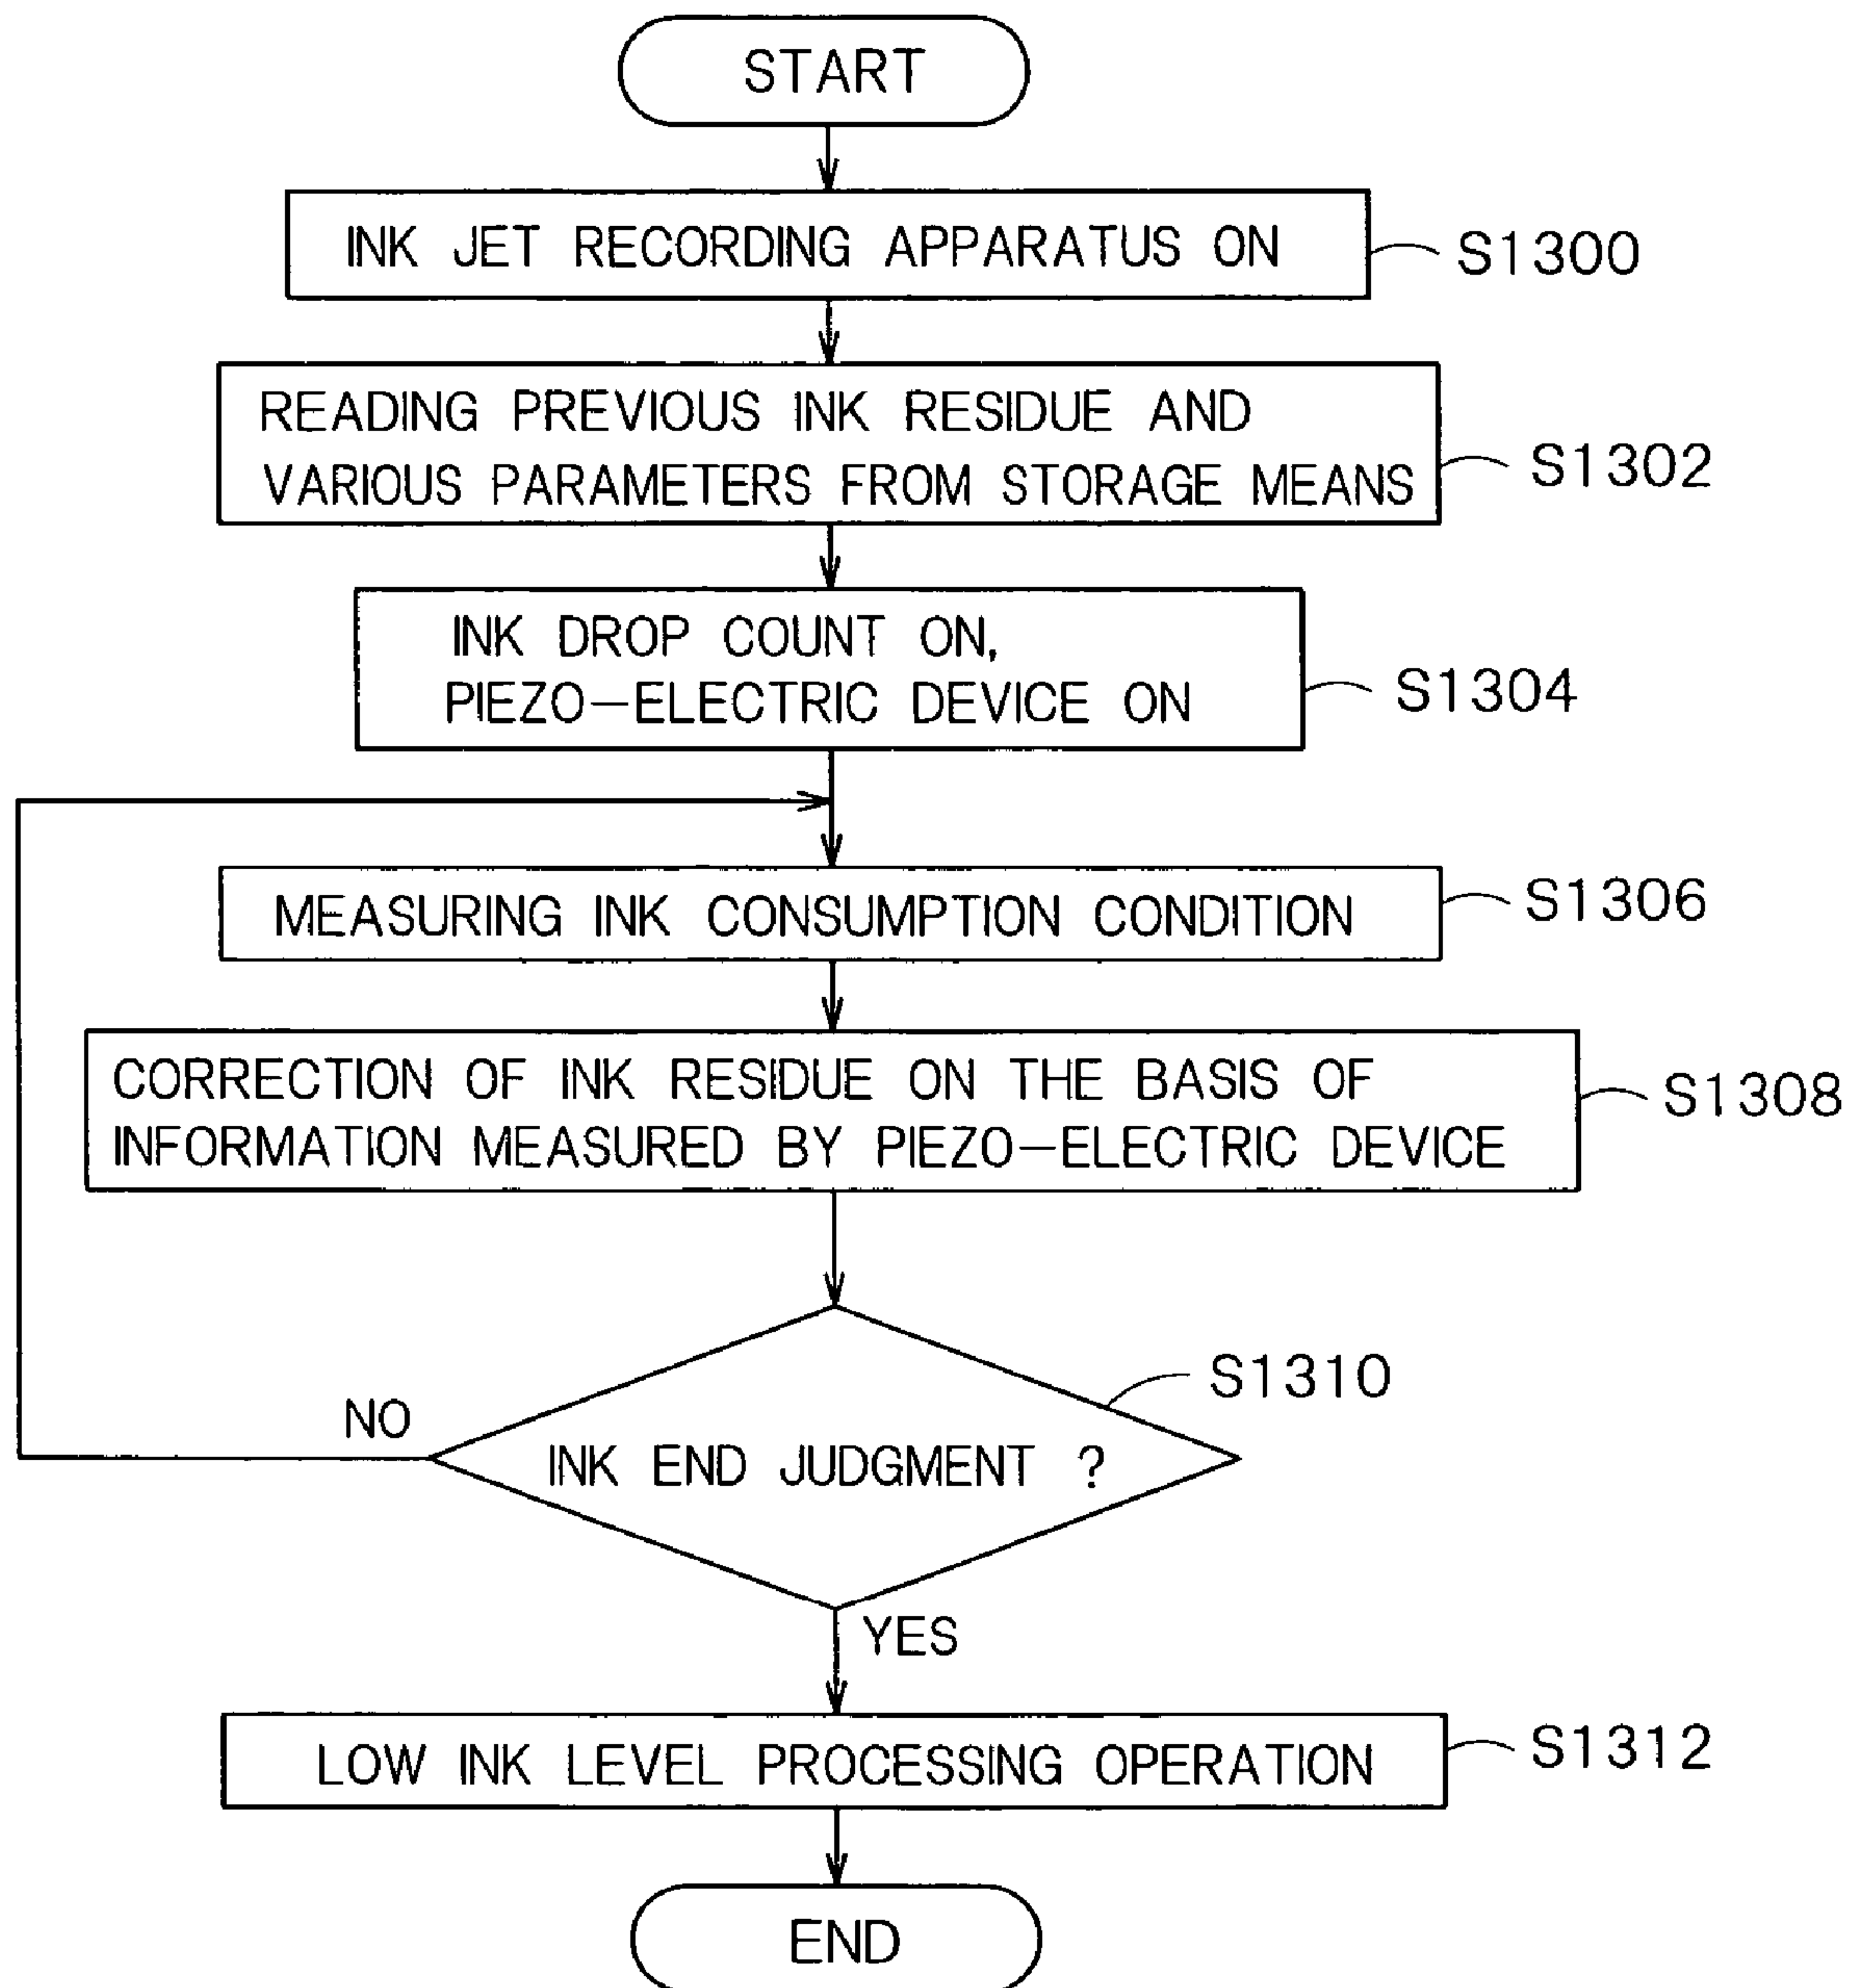 START
INK JET RECORDING APPARATUS ON
S1300
READING PREVIOUS INK RESIDUE AND
VARIOUS PARAMETERS FROM STORAGE MEANS
S1302
INK DROP COUNT ON,
PIEZO-ELECTRIC DEVICE ON
S1304
MEASURING INK CONSUMPTION CONDITION
S1306
CORRECTION OF INK RESIDUE ON THE BASIS OF
INFORMATION MEASURED BY PIEZO-ELECTRIC DEVICE
S1308
S1310
NO
INK END JUDGMENT ?
YES
LOW INK LEVEL PROCESSING OPERATION
S1312
END